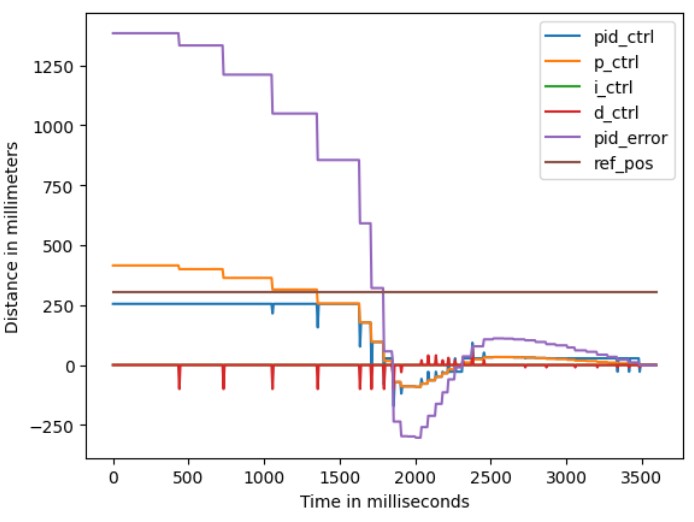 pid_ctrl
p_ctrl
i_ctrl
d_ctrl
pid_error
ref_pos
Distance in millimeters
1250
1000
750
500
250
0
−250
0 500 1000 1500 2000 2500 3000 3500
Time in milliseconds